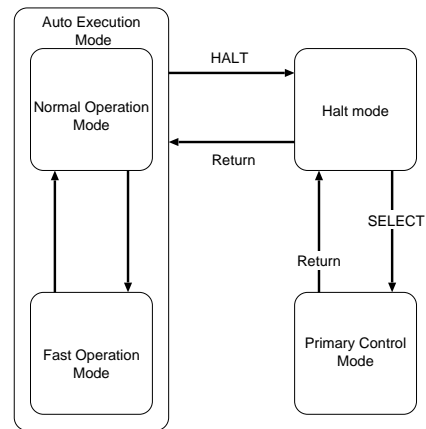 Auto Execution
Mode
HALT
Normal Operation
Mode
Halt mode
Return
SELECT
Return
Fast Operation
Mode
Primary Control
Mode